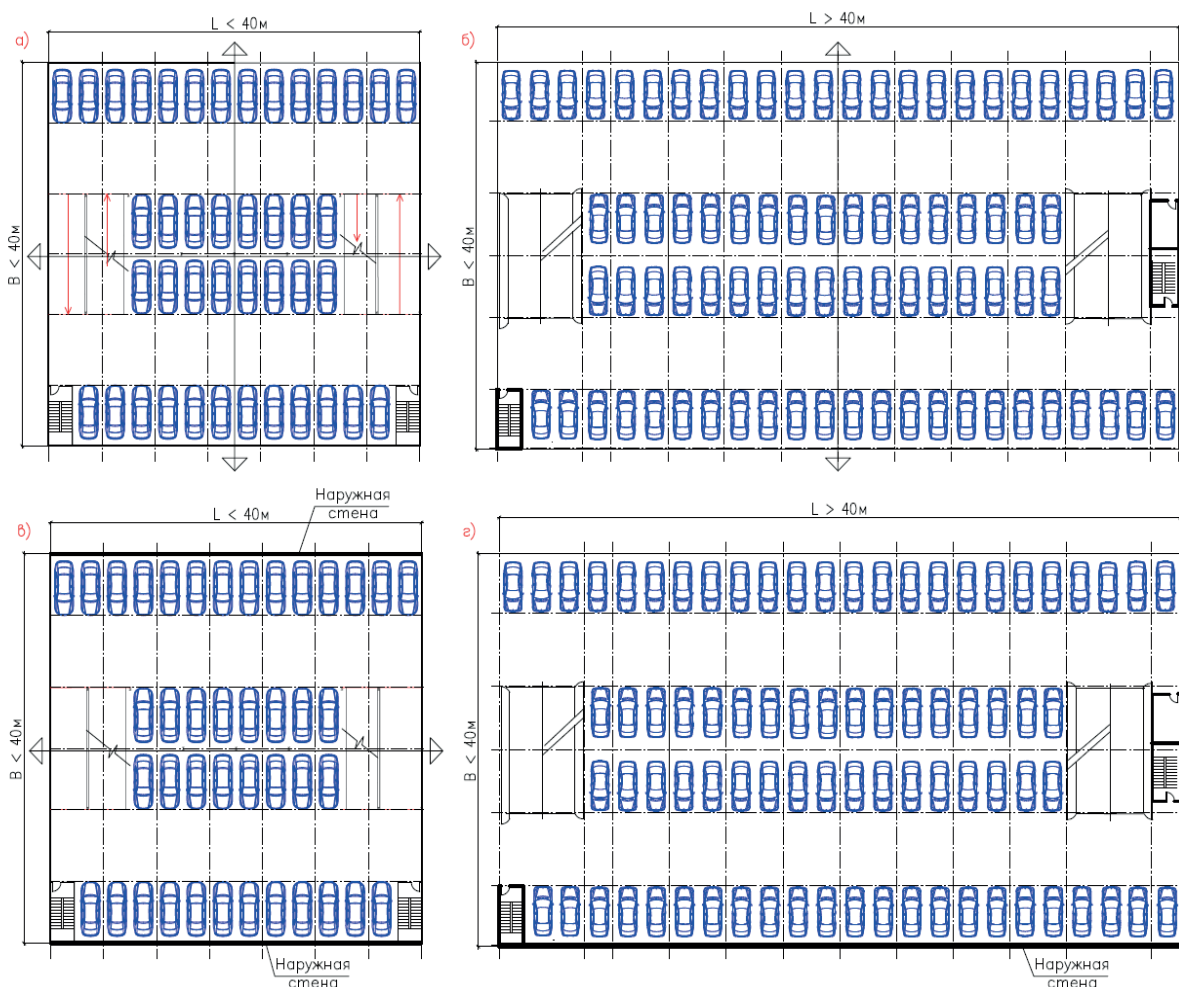 а)
L < 40м
б)
L > 40м
B < 40м
B < 40м
Наружная
стена
в)
L < 40м
г)
L > 40м
B < 40м
B < 40м
Наружная
стена
Наружная
стена